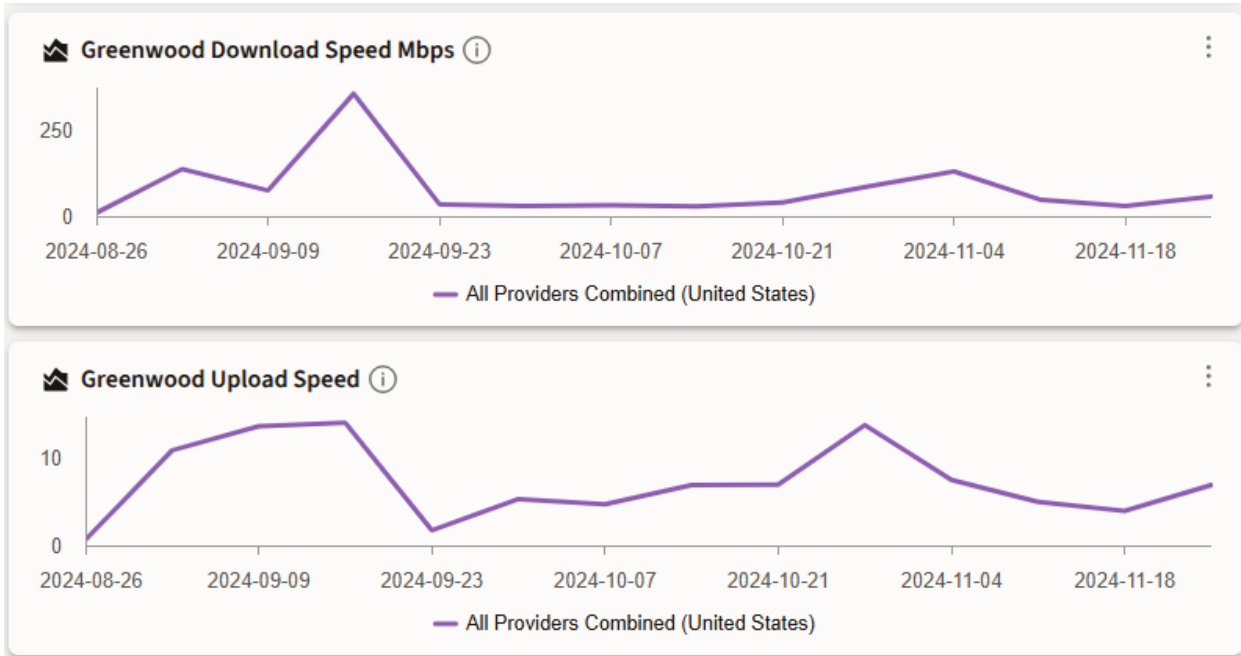 Greenwood Download Speed Mbps
250
0
2024-08-26 2024-09-09 2024-09-23 2024-10-07 2024-10-21 2024-11-04 2024-11-18
All Providers Combined (United States)
Greenwood Upload Speed
10
0
2024-08-26 2024-09-09 2024-09-23 2024-10-07 2024-10-21 2024-11-04 2024-11-18
All Providers Combined (United States)